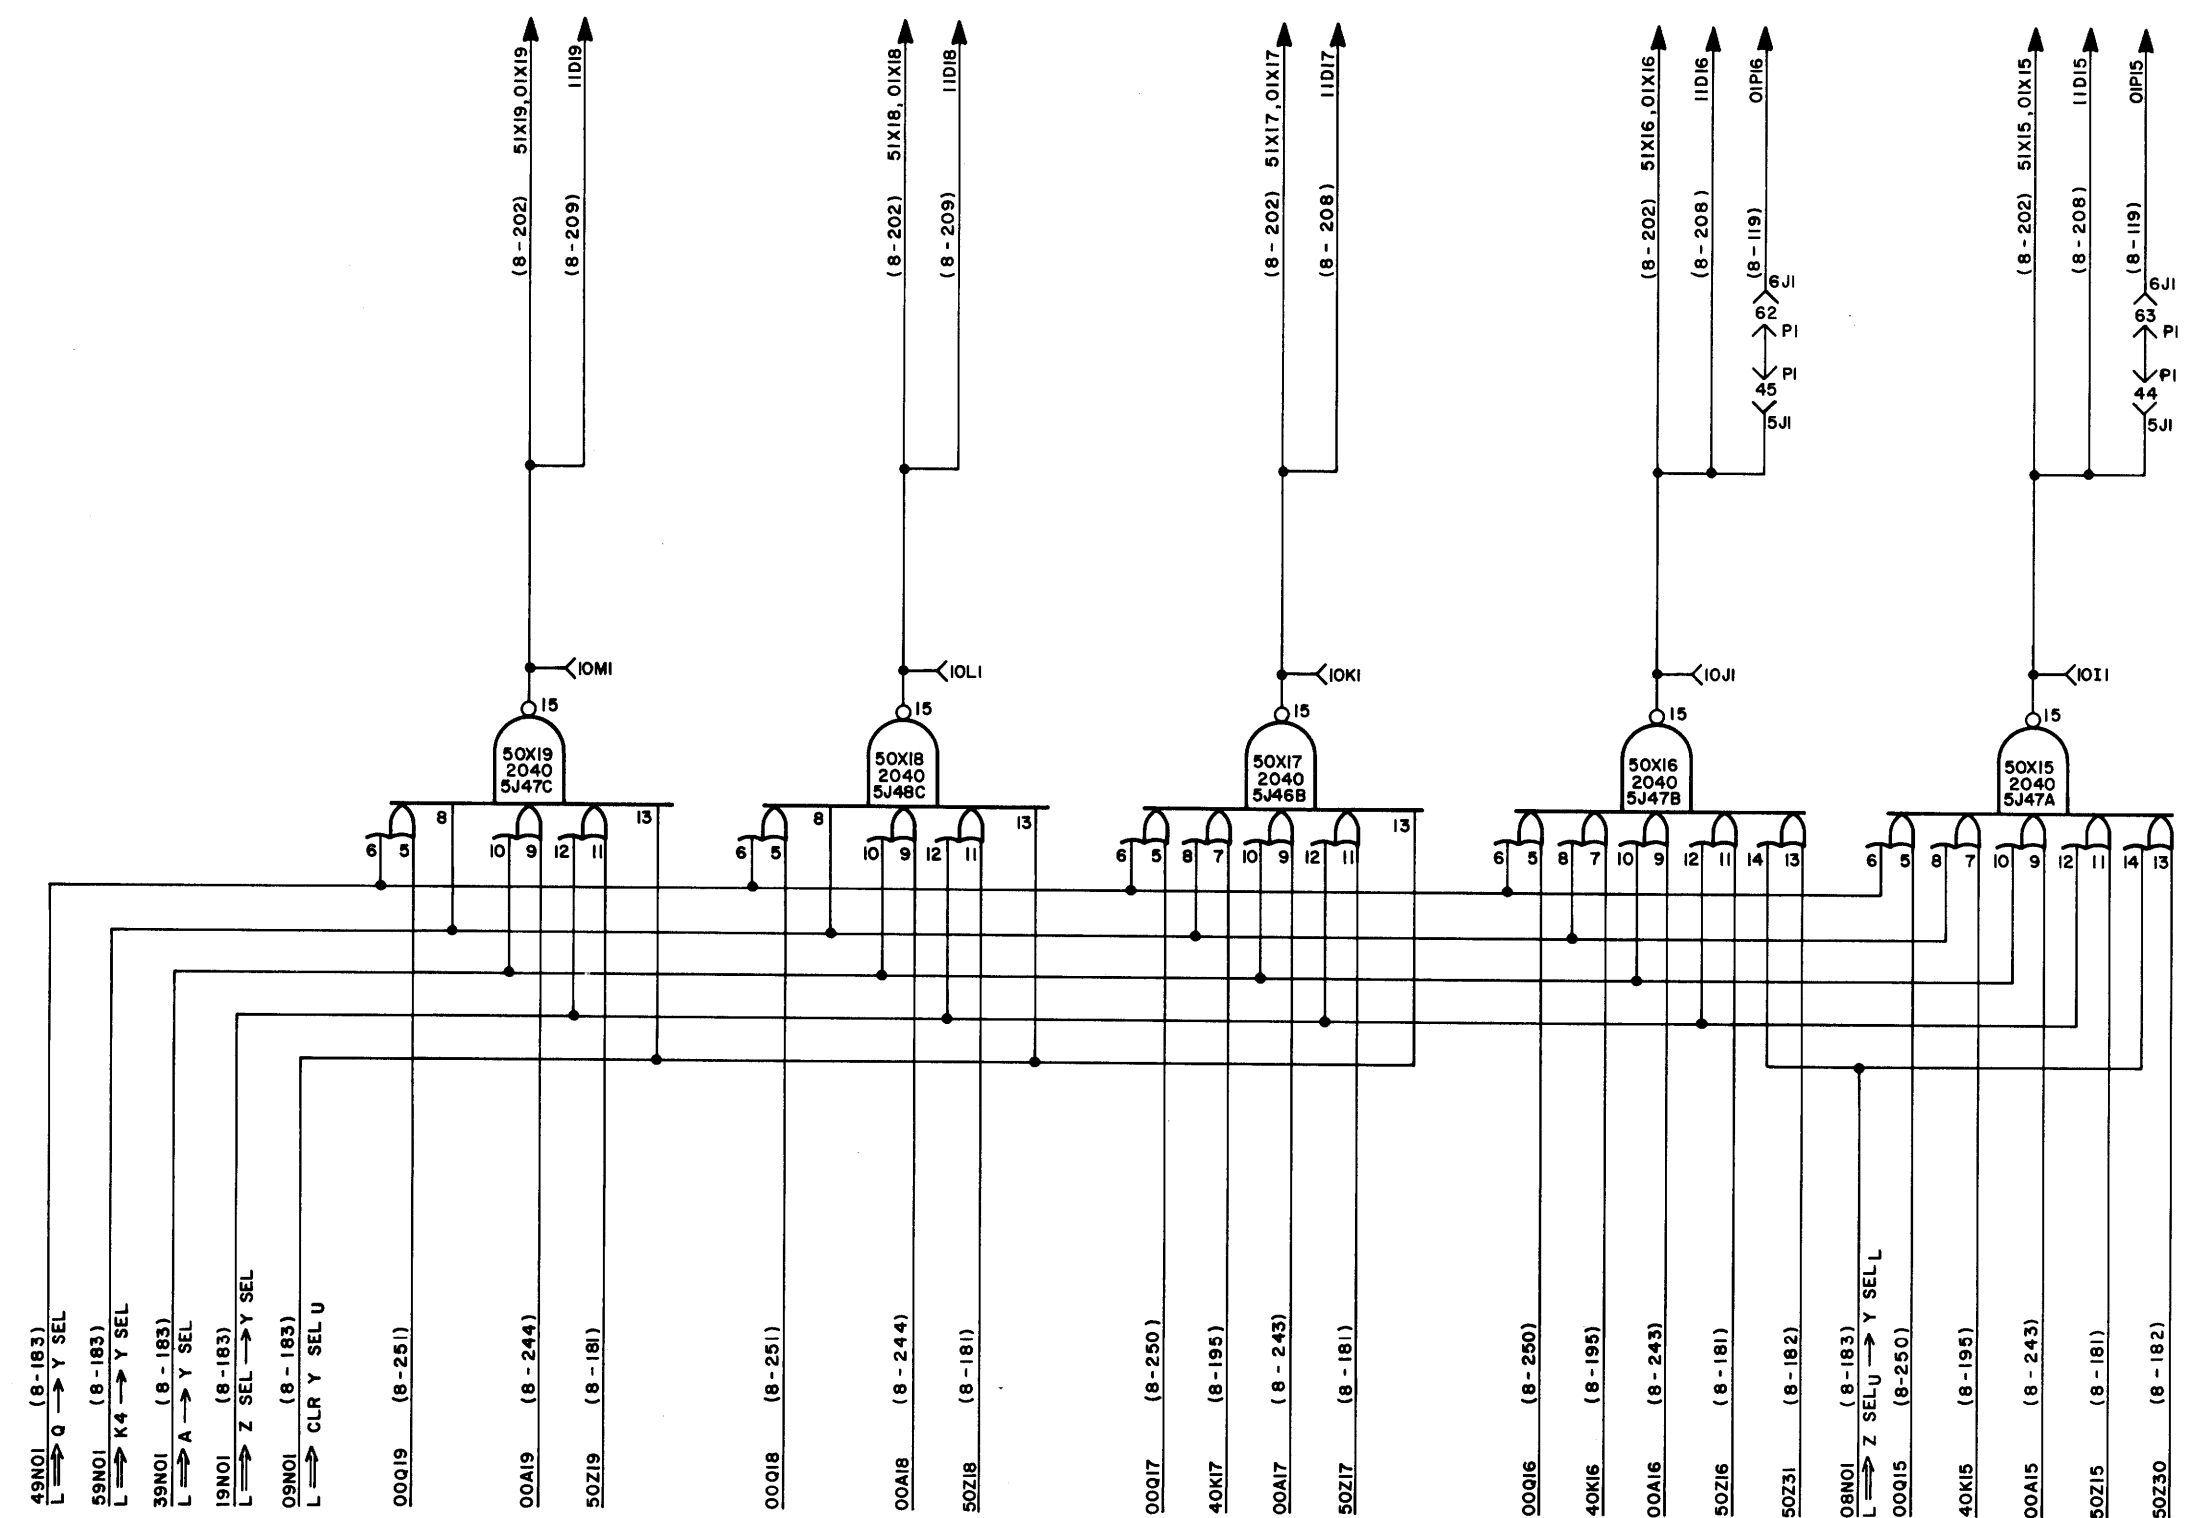 (8-202) 51X19,01X19
(8-209) 11D19
(8-202) 51X18,01X18
(8-209) 11D18
(8-202) 51X17,01X17
(8-208) 11D17
(8-202) 51X16,01X16
(8-208) 11D16
(8-119) 01P16
(8-202) 51X15,01X15
(8-208) 11D15
(8-119) 01P15
6J1
62
P1
P1
45
5J1
6J1
63
P1
P1
44
5J1
10M1
10L1
10K1
10J1
10I1
15
15
15
15
15
50X19
2040
5J47C
50X18
2040
5J48C
50X17
2040
5J46B
50X16
2040
5J47B
50X15
2040
5J47A
6 5 8 10 9 12 11 13
6 5 8 10 9 12 11 13
6 5 8 7 10 9 12 11 13
6 5 8 7 10 9 12 11 14 13
6 5 8 7 10 9 12 11 14 13
49N01 (8-183)
L ⟹ Q → Y SEL
59N01 (8-183)
L ⟹ K4 → Y SEL
39N01 (8-183)
L ⟹ A → Y SEL
19N01 (8-183)
L ⟹ Z SEL → Y SEL
09N01 (8-183)
L ⟹ CLR Y SEL U
00Q19 (8-251)
00A19 (8-244)
50Z19 (8-181)
00Q18 (8-251)
00A18 (8-244)
50Z18 (8-181)
00Q17 (8-250)
40K17 (8-195)
00A17 (8-243)
50Z17 (8-181)
00Q16 (8-250)
40K16 (8-195)
00A16 (8-243)
50Z16 (8-181)
50Z31 (8-182)
08N01 (8-183)
L ⟹ Z SELU → Y SELL
00Q15 (8-250)
40K15 (8-195)
00A15 (8-243)
50Z15 (8-181)
50Z30 (8-182)